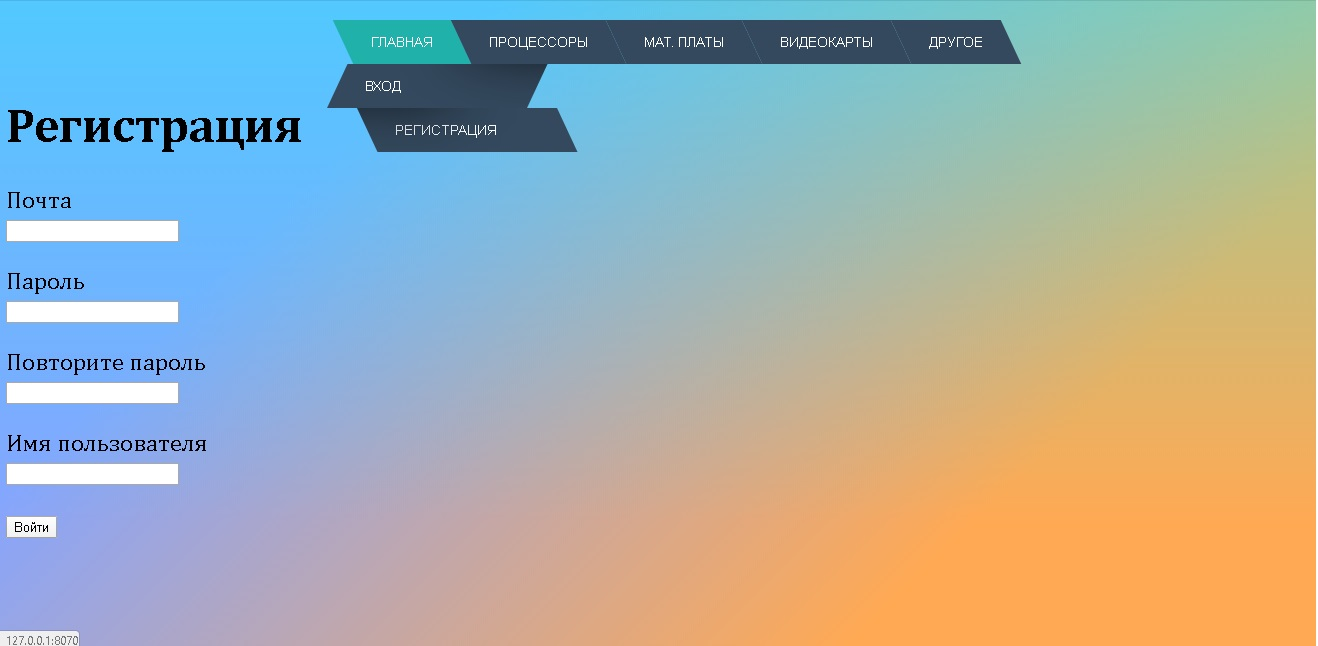 ГЛАВНАЯ ПРОЦЕССОРЫ МАТ. ПЛАТЫ ВИДЕОКАРТЫ ДРУГОЕ
ВХОД
РЕГИСТРАЦИЯ
Регистрация
Почта
Пароль
Повторите пароль
Имя пользователя
Войти
127.0.0.1:8070